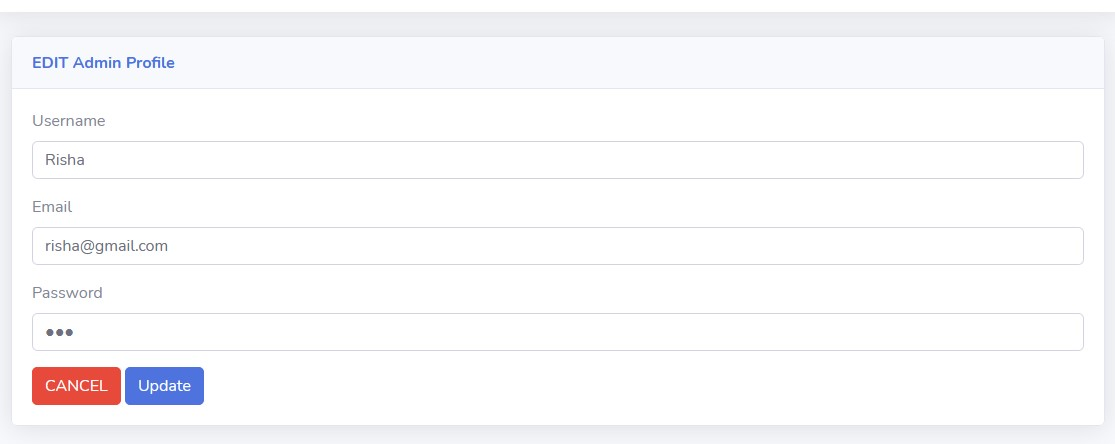 EDIT Admin Profile
Username
Risha
Email
risha@gmail.com
Password
●●●
CANCEL Update